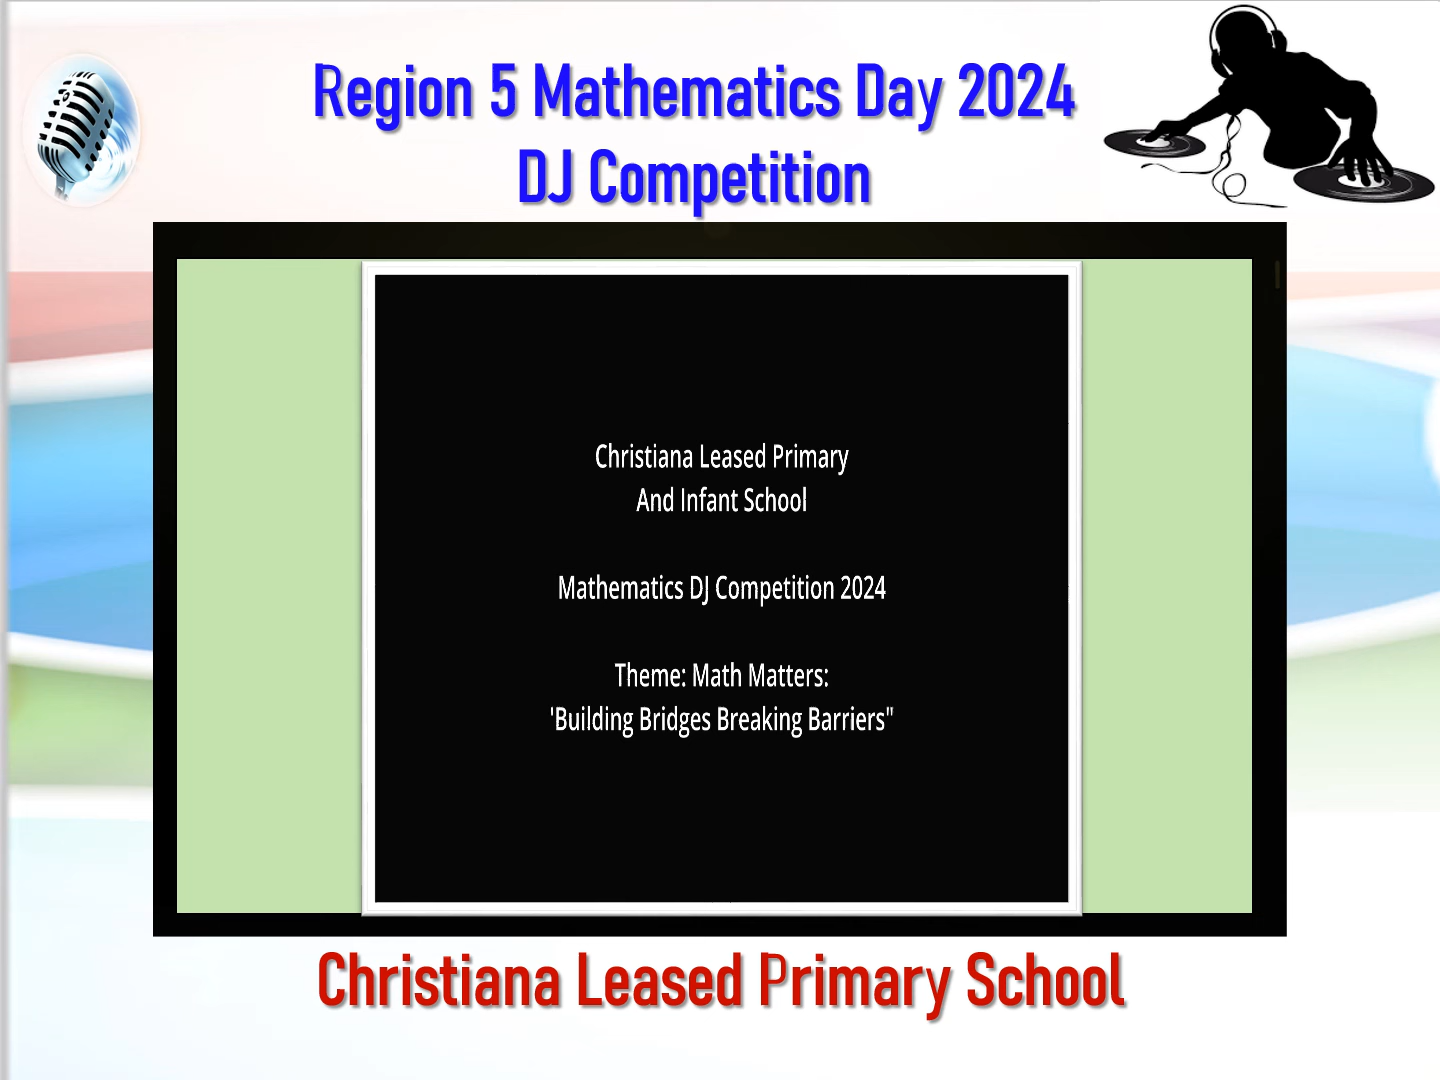 Region 5 Mathematics Day 2024
DJ Competition
Christiana Leased Primary
And Infant School
Mathematics DJ Competition 2024
Theme: Math Matters:
'Building Bridges Breaking Barriers"
Christiana Leased Primary School